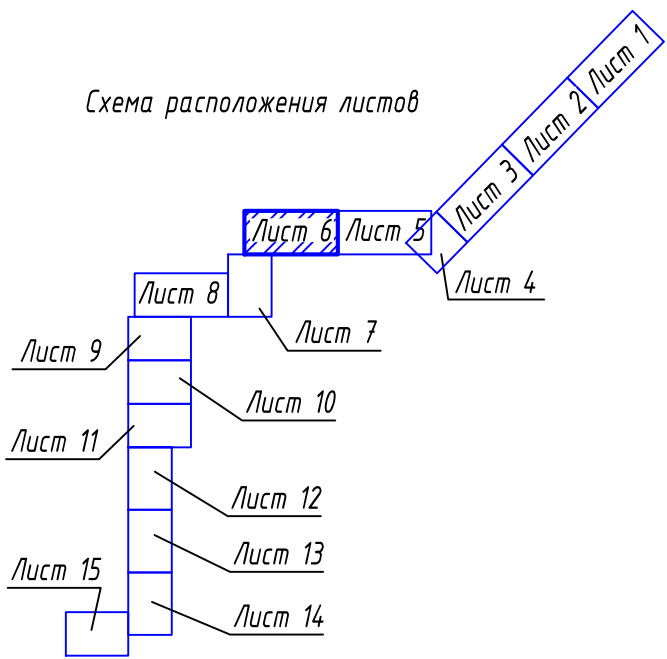 Лист 1
Схема расположения листов
Лист 2
Лист 3
Лист 6
Лист 5
Лист 4
Лист 8
Лист 7
Лист 9
Лист 10
Лист 11
Лист 12
Лист 13
Лист 15
Лист 14